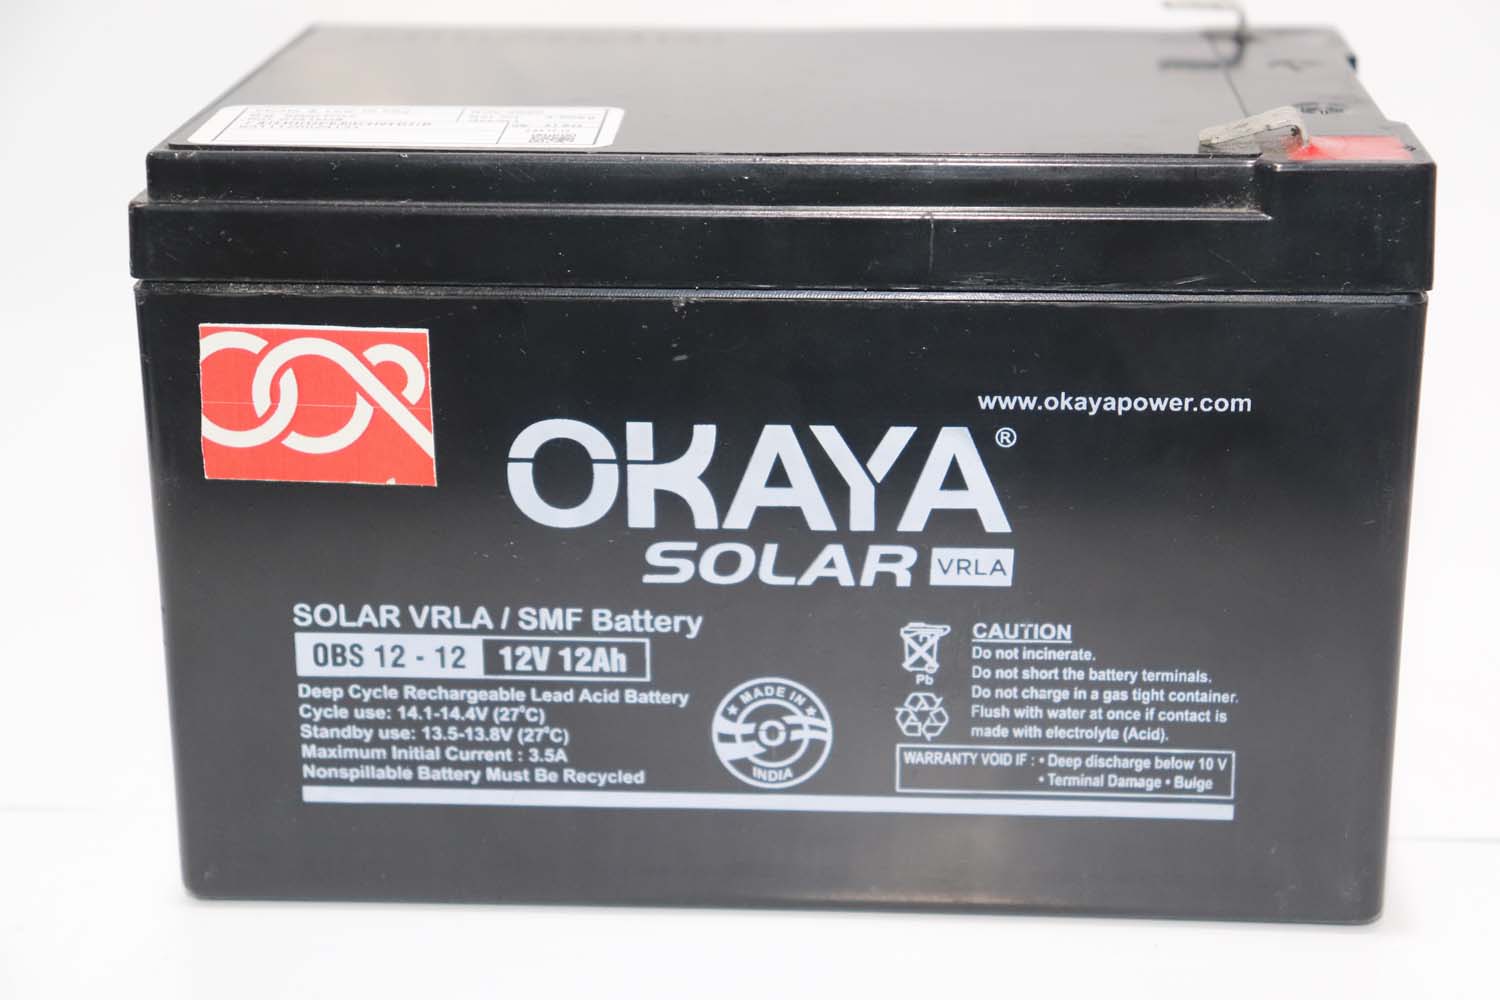 www.okayapower.com
OKAYA®
SOLAR VRLA
SOLAR VRLA / SMF Battery
OBS 12 - 12 12V 12Ah
Deep Cycle Rechargeable Lead Acid Battery
Cycle use: 14.1-14.4V (27°C)
Standby use: 13.5-13.8V (27°C)
Maximum Initial Current : 3.5A
Nonspillable Battery Must Be Recycled
MADE IN
INDIA
Pb
CAUTION
Do not incinerate.
Do not short the battery terminals.
Do not charge in a gas tight container.
Flush with water at once if contact is
made with electrolyte (Acid).
WARRANTY VOID IF : • Deep discharge below 10 V
• Terminal Damage • Bulge